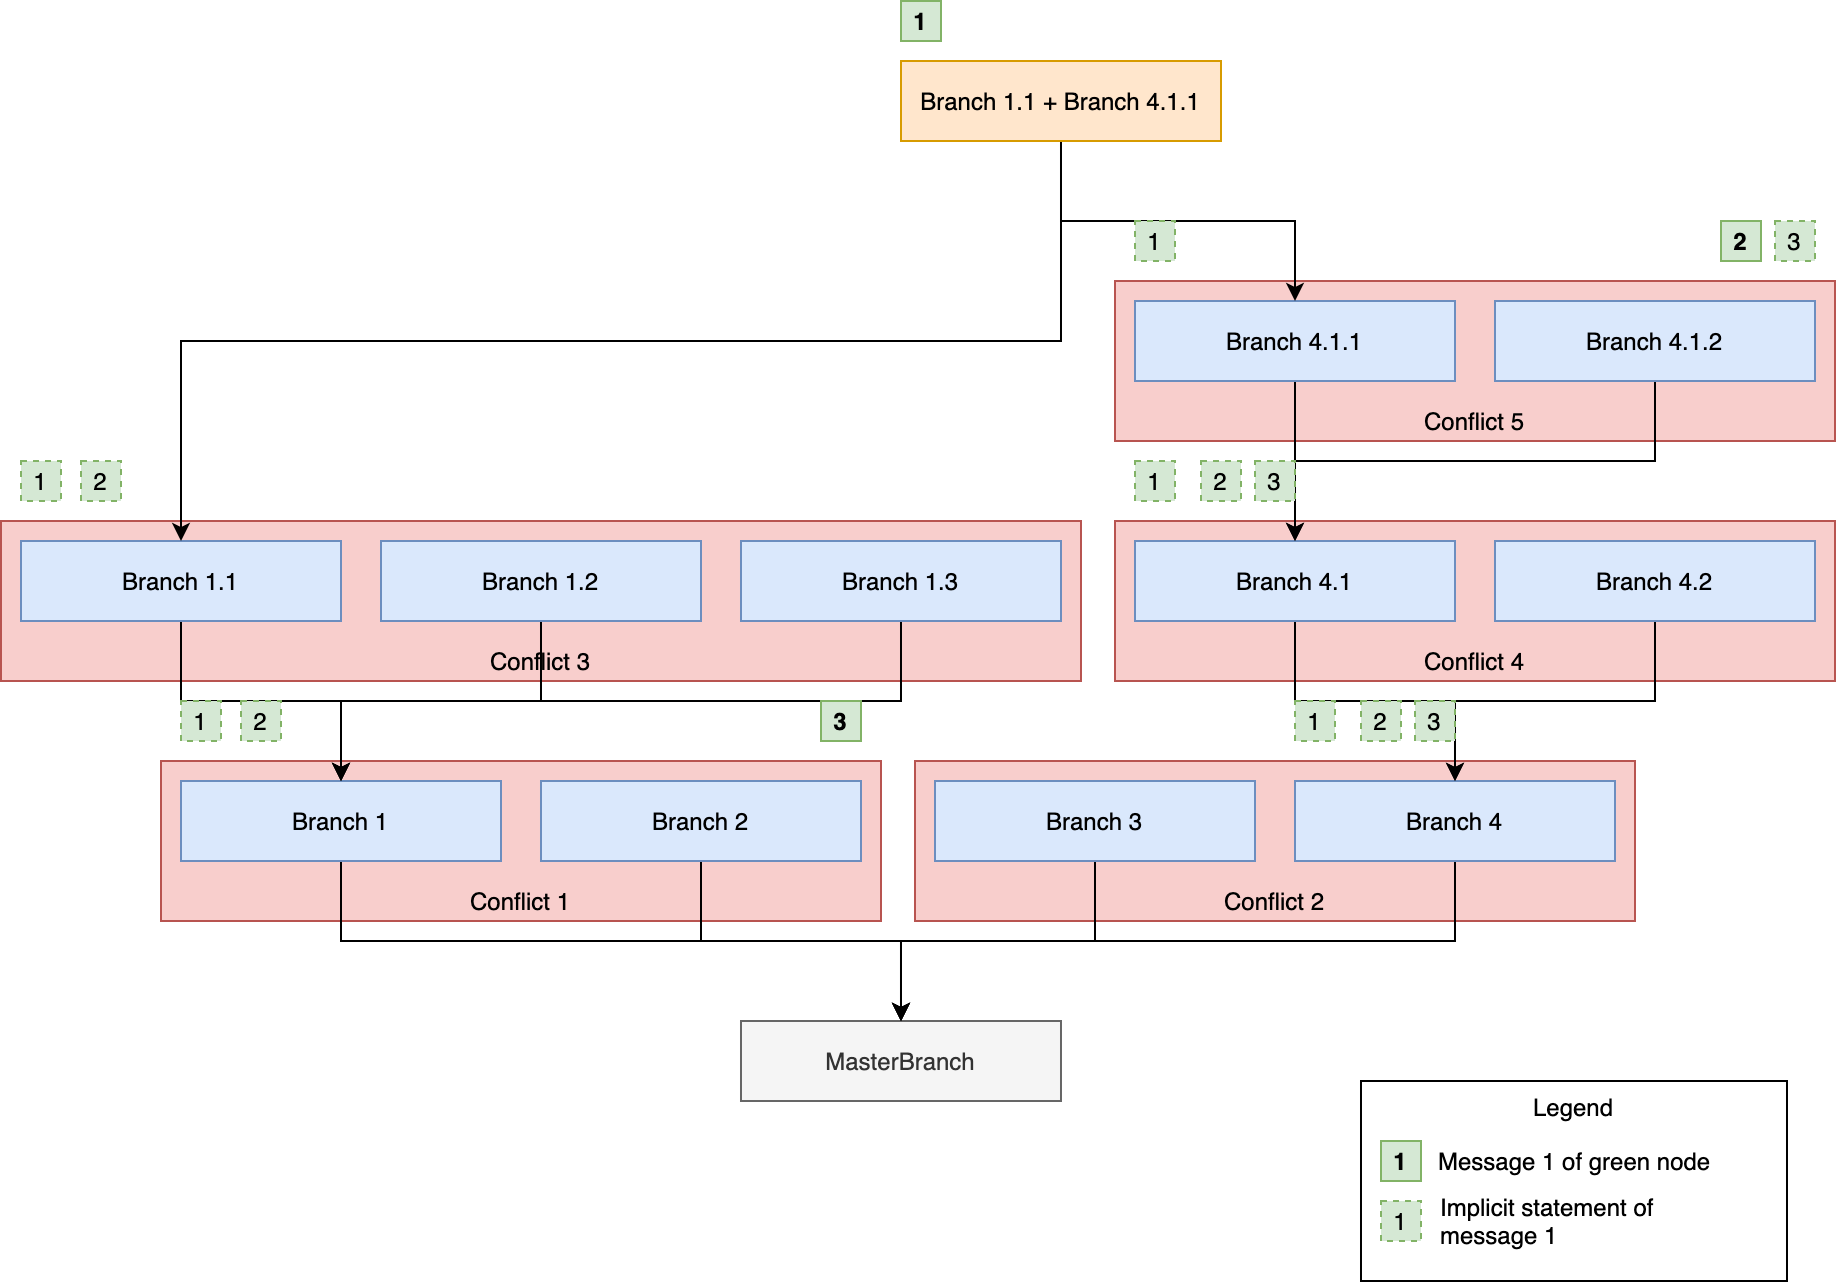 1
Branch 1.1 + Branch 4.1.1
1
2 3
Branch 4.1.1 Branch 4.1.2
Conflict 5
1 2 1 2 3
Branch 1.1 Branch 1.2 Branch 1.3 Branch 4.1 Branch 4.2
Conflict 3 Conflict 4
1 2 3 1 2 3
Branch 1 Branch 2 Branch 3 Branch 4
Conflict 1 Conflict 2
MasterBranch
Legend
1 Message 1 of green node
1 Implicit statement of
message 1